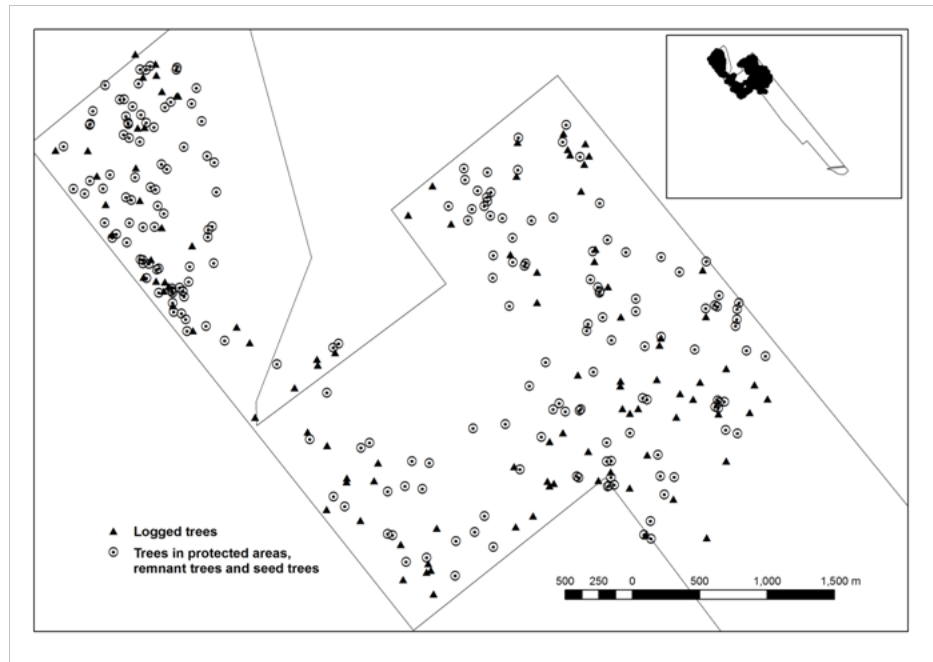 Logged trees
Trees in protected areas,
remnant trees and seed trees
500 250 0 500 1,000 1,500 m